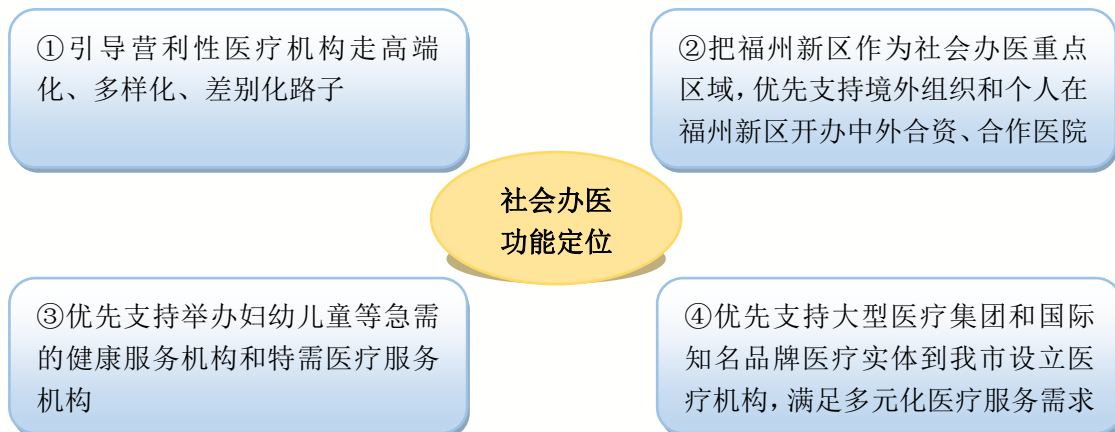 ①引导营利性医疗机构走高端
化、多样化、差别化路子
②把福州新区作为社会办医重点
区域，优先支持境外组织和个人在
福州新区开办中外合资、合作医院
社会办医
功能定位
③优先支持举办妇幼儿童等急需
的健康服务机构和特需医疗服务
机构
④优先支持大型医疗集团和国际
知名品牌医疗实体到我市设立医
疗机构，满足多元化医疗服务需求